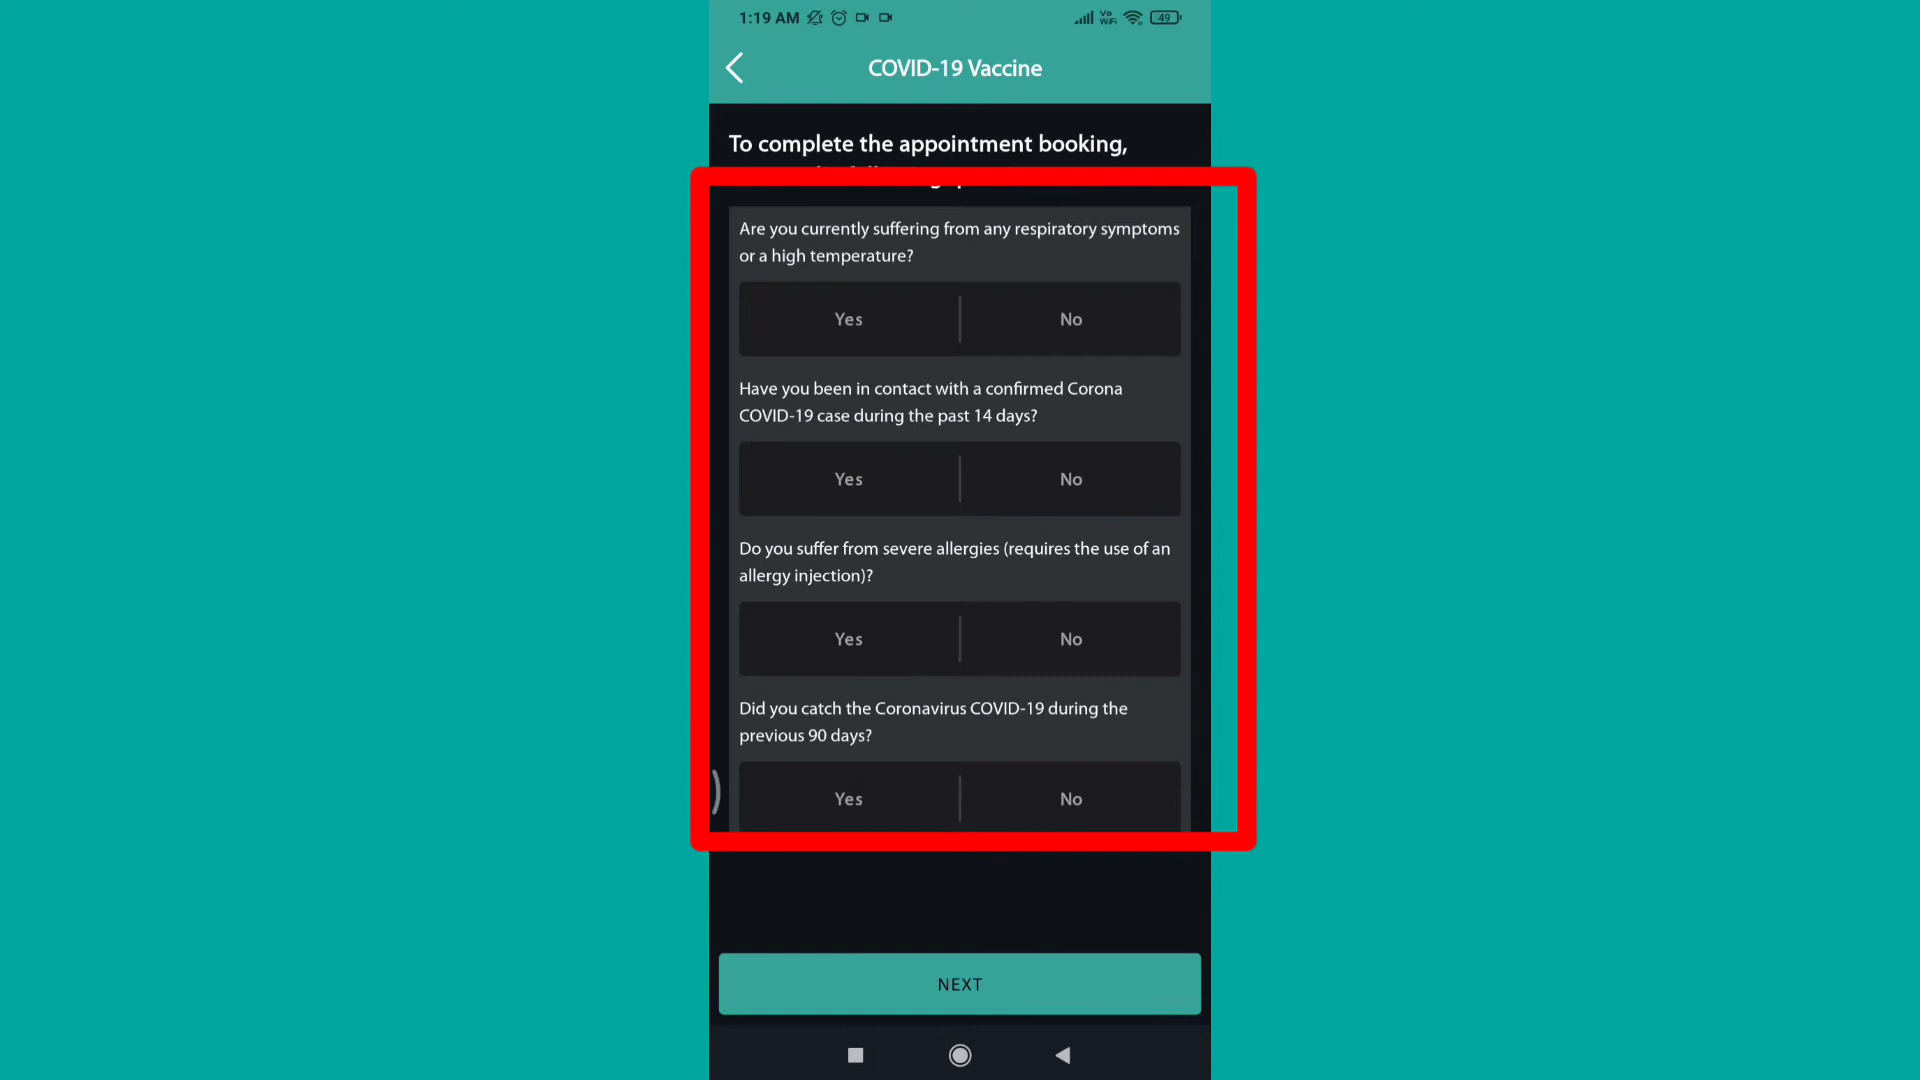 1:19 AM
Vo
WiFi
49
COVID-19 Vaccine
To complete the appointment booking,
Are you currently suffering from any respiratory symptoms
or a high temperature?
Yes
No
Have you been in contact with a confirmed Corona
COVID-19 case during the past 14 days?
Yes
No
Do you suffer from severe allergies (requires the use of an
allergy injection)?
Yes
No
Did you catch the Coronavirus COVID-19 during the
previous 90 days?
Yes
No
NEXT